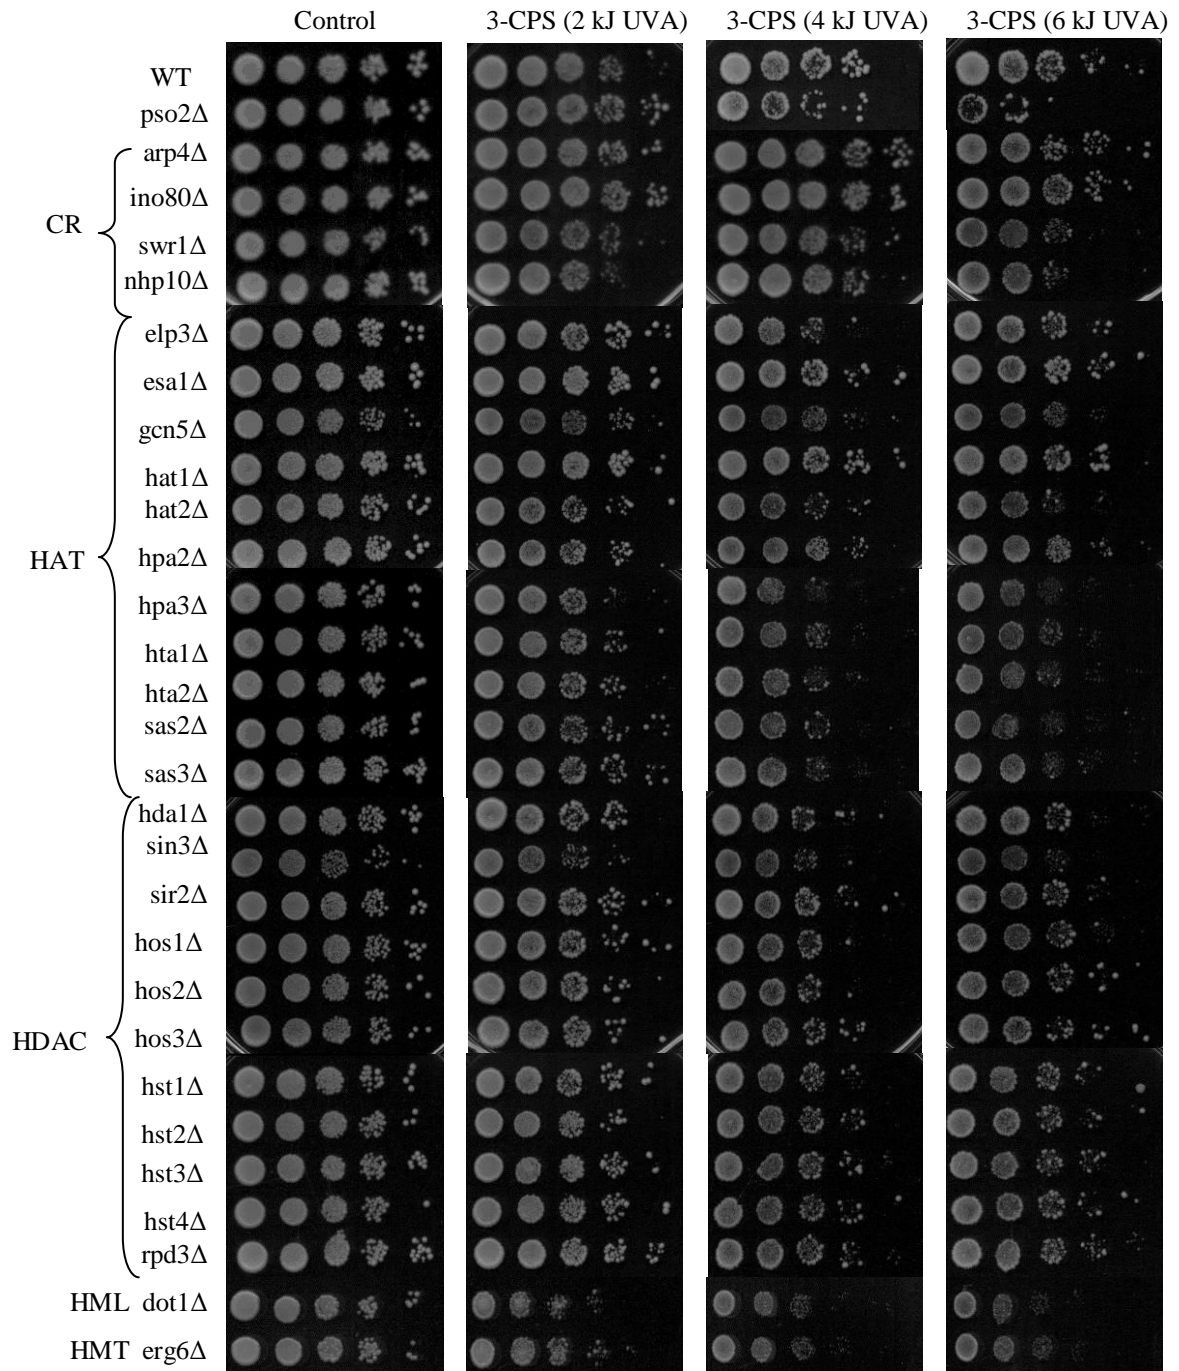 Control 3-CPS (2 kJ UVA) 3-CPS (4 kJ UVA) 3-CPS (6 kJ UVA)
WT
pso2Δ
arp4Δ
ino80Δ
CR
swr1Δ
nhp10Δ
elp3Δ
esa1Δ
gcn5Δ
hat1Δ
hat2Δ
HAT hpa2Δ
hpa3Δ
hta1Δ
hta2Δ
sas2Δ
sas3Δ
hda1Δ
sin3Δ
sir2Δ
hos1Δ
hos2Δ
HDAC hos3Δ
hst1Δ
hst2Δ
hst3Δ
hst4Δ
rpd3Δ
HML dot1Δ
HMT erg6Δ